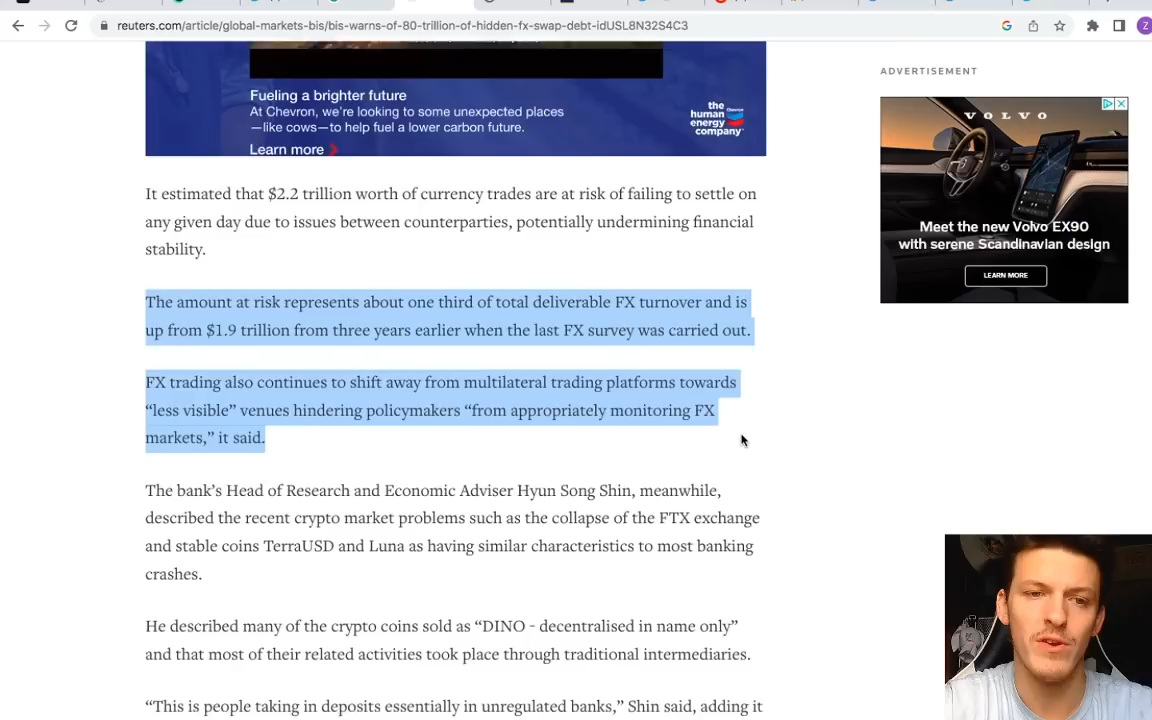 reuters.com/article/global-markets-bis/bis-warns-of-80-trillion-of-hidden-fx-swap-debt-idUSL8N32S4C3
Z
Fueling a brighter future
At Chevron, we're looking to some unexpected places
—like cows—to help fuel a lower carbon future.
Learn more
the
human
energy
company
Chevron
ADVERTISEMENT
VOLVO
Meet the new Volvo EX90
with serene Scandinavian design
LEARN MORE
It estimated that $2.2 trillion worth of currency trades are at risk of failing to settle on
any given day due to issues between counterparties, potentially undermining financial
stability.
The amount at risk represents about one third of total deliverable FX turnover and is
up from $1.9 trillion from three years earlier when the last FX survey was carried out.
FX trading also continues to shift away from multilateral trading platforms towards
“less visible” venues hindering policymakers “from appropriately monitoring FX
markets,” it said.
The bank’s Head of Research and Economic Adviser Hyun Song Shin, meanwhile,
described the recent crypto market problems such as the collapse of the FTX exchange
and stable coins TerraUSD and Luna as having similar characteristics to most banking
crashes.
He described many of the crypto coins sold as “DINO - decentralised in name only”
and that most of their related activities took place through traditional intermediaries.
“This is people taking in deposits essentially in unregulated banks,” Shin said, adding it